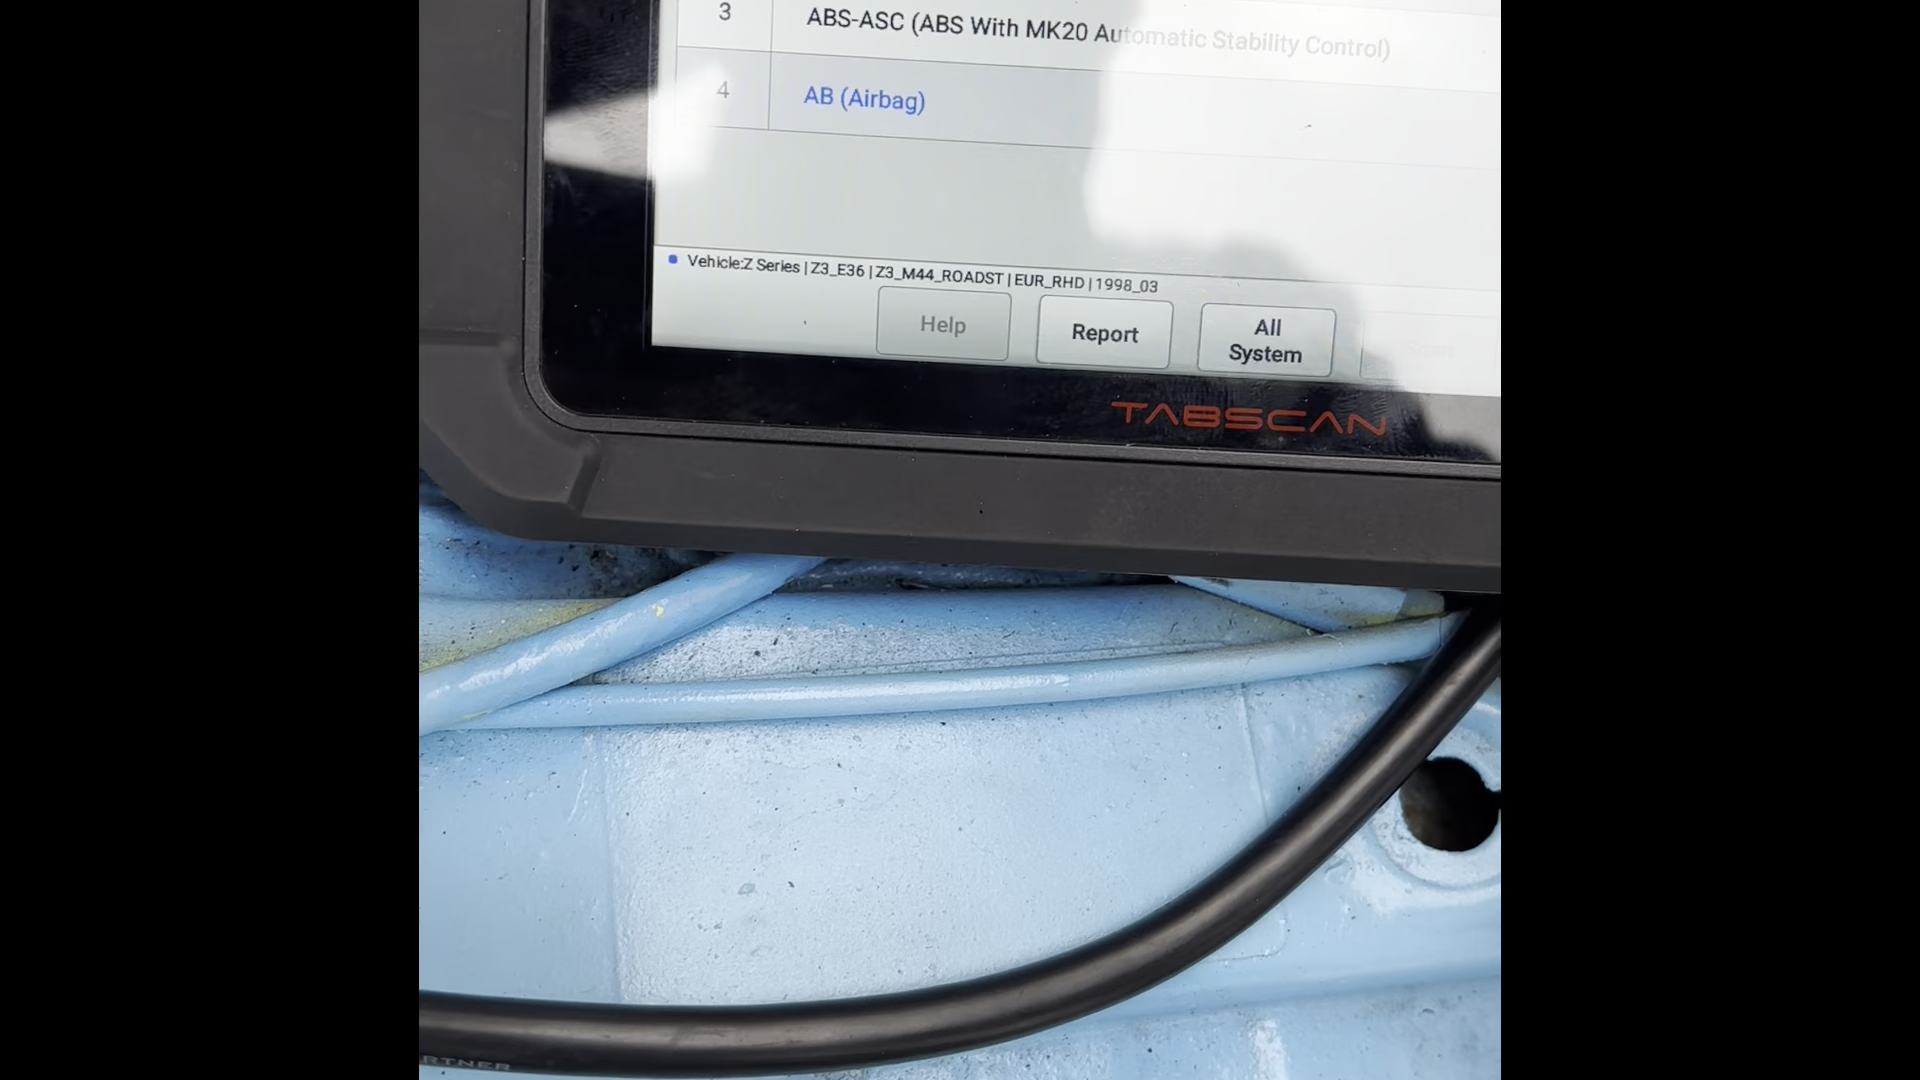 3 ABS-ASC (ABS With MK20 Automatic Stability Control)
4 AB (Airbag)
Vehicle:Z Series | Z3_E36 | Z3_M44_ROADST | EUR_RHD | 1998_03
Help Report All System
TABSCAN
RTNER